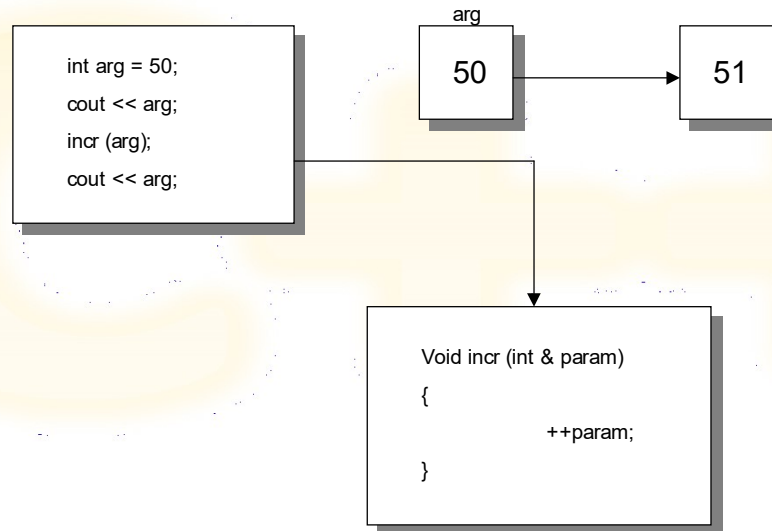 int arg = 50;
cout << arg;
incr (arg);
cout << arg;
arg
50
51
Void incr (int & param)
{
++param;
}